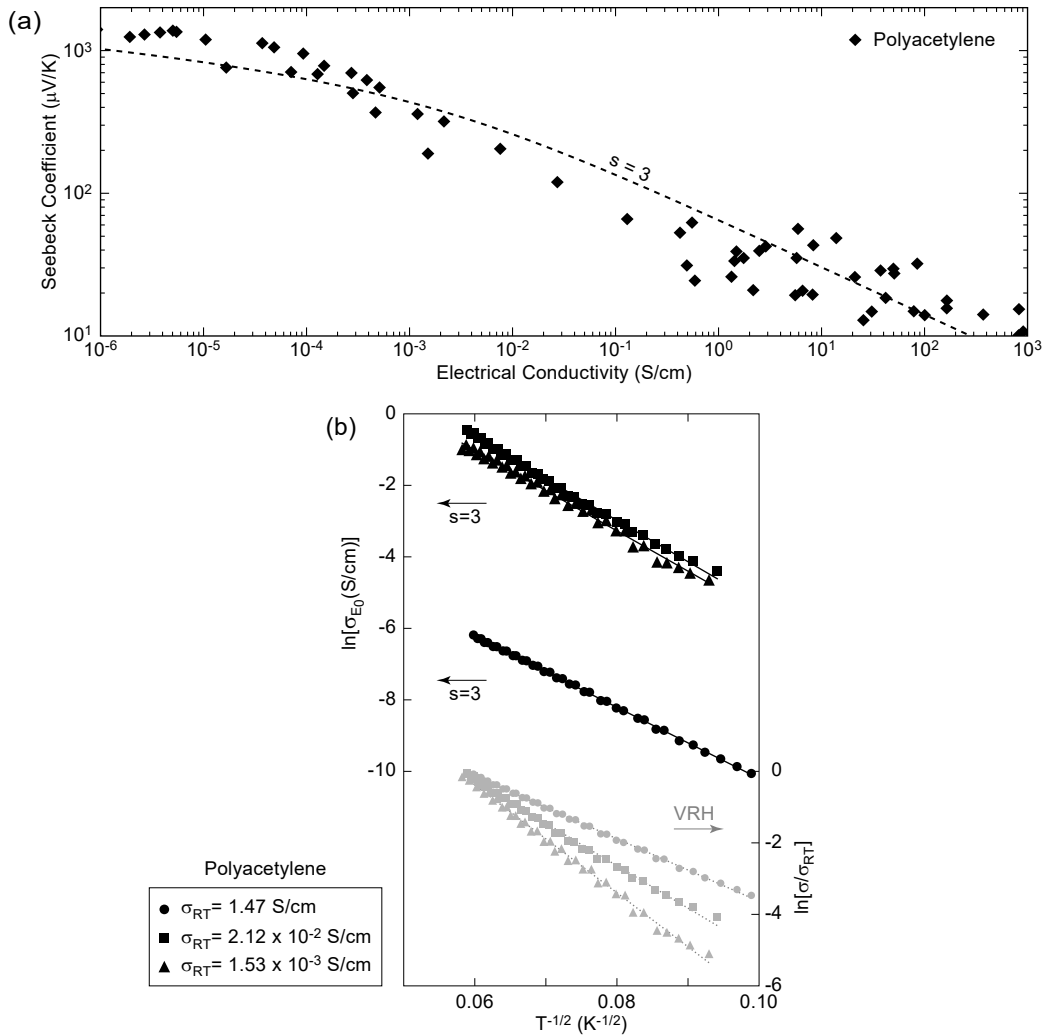 (a)
Seebeck Coefficient (μV/K)
10³
10²
10¹
Polyacetylene
s = 3
10⁻⁶ 10⁻⁵ 10⁻⁴ 10⁻³ 10⁻² 10⁻¹ 10⁰ 10¹ 10² 10³
Electrical Conductivity (S/cm)
(b)
ln[σE₀(S/cm)]
0
-2
-4
-6
-8
-10
s=3
s=3
0
-2
-4
-6
VRH
ln[σ/σRT]
0.06 0.08 0.10
T⁻¹/² (K⁻¹/²)
Polyacetylene
σRT= 1.47 S/cm
σRT= 2.12 x 10⁻² S/cm
σRT= 1.53 x 10⁻³ S/cm